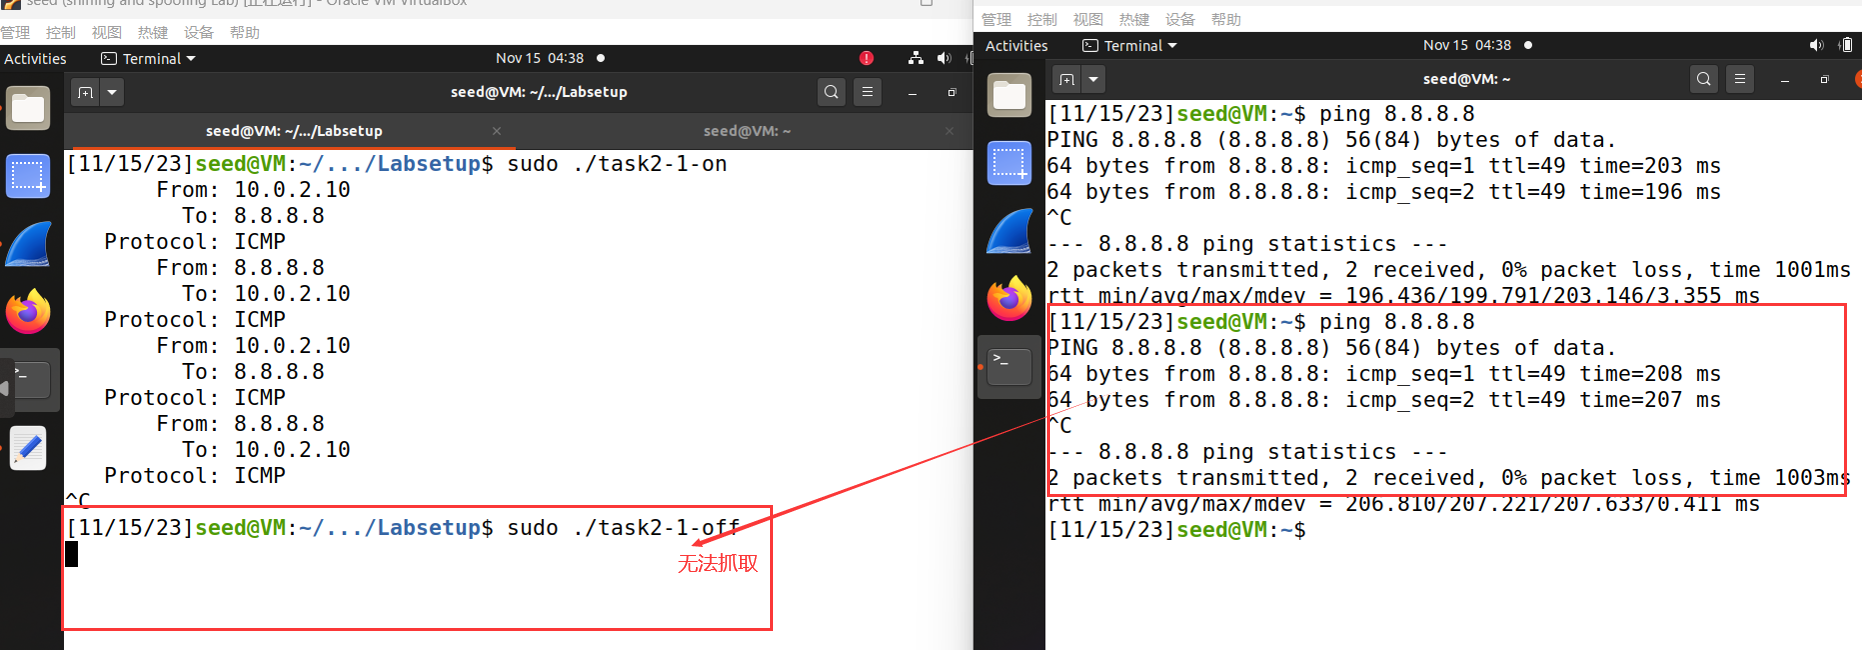 seed (sniffing and spoofing Lab) [正在运行] - Oracle VM VirtualBox
管理 控制 视图 热键 设备 帮助
Activities Terminal Nov 15 04:38
seed@VM: ~/.../Labsetup
seed@VM: ~/.../Labsetup × seed@VM: ~ ×
[11/15/23]seed@VM:~/.../Labsetup$ sudo ./task2-1-on
From: 10.0.2.10
To: 8.8.8.8
Protocol: ICMP
From: 8.8.8.8
To: 10.0.2.10
Protocol: ICMP
From: 10.0.2.10
To: 8.8.8.8
Protocol: ICMP
From: 8.8.8.8
To: 10.0.2.10
Protocol: ICMP
^C
[11/15/23]seed@VM:~/.../Labsetup$ sudo ./task2-1-off
无法抓取
管理 控制 视图 热键 设备 帮助
Activities Terminal Nov 15 04:38
seed@VM: ~
[11/15/23]seed@VM:~$ ping 8.8.8.8
PING 8.8.8.8 (8.8.8.8) 56(84) bytes of data.
64 bytes from 8.8.8.8: icmp_seq=1 ttl=49 time=203 ms
64 bytes from 8.8.8.8: icmp_seq=2 ttl=49 time=196 ms
^C
--- 8.8.8.8 ping statistics ---
2 packets transmitted, 2 received, 0% packet loss, time 1001ms
rtt min/avg/max/mdev = 196.436/199.791/203.146/3.355 ms
[11/15/23]seed@VM:~$ ping 8.8.8.8
PING 8.8.8.8 (8.8.8.8) 56(84) bytes of data.
64 bytes from 8.8.8.8: icmp_seq=1 ttl=49 time=208 ms
64 bytes from 8.8.8.8: icmp_seq=2 ttl=49 time=207 ms
^C
--- 8.8.8.8 ping statistics ---
2 packets transmitted, 2 received, 0% packet loss, time 1003ms
rtt min/avg/max/mdev = 206.810/207.221/207.633/0.411 ms
[11/15/23]seed@VM:~$